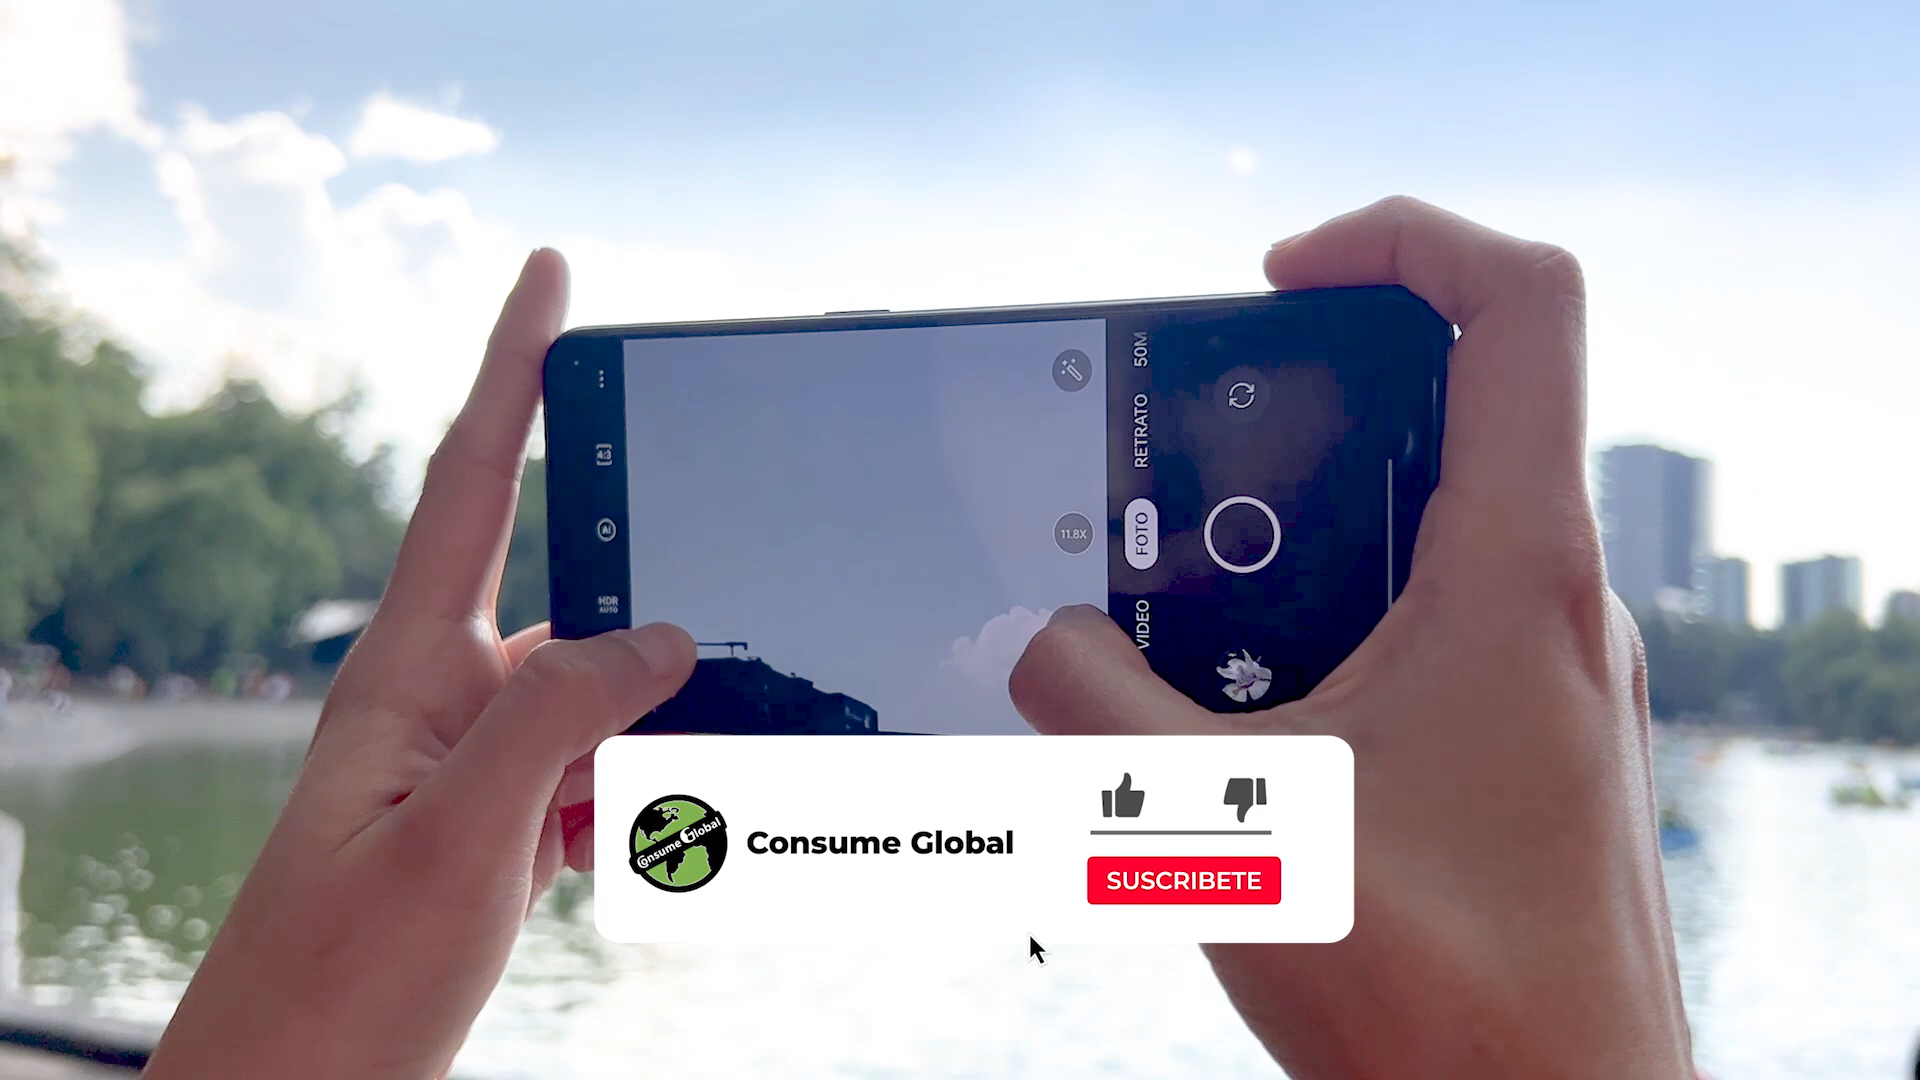 4:3
AI
HDR
AUTO
11.8X
50M
RETRATO
FOTO
VIDEO
Consume Global
Consume Global
SUSCRIBETE